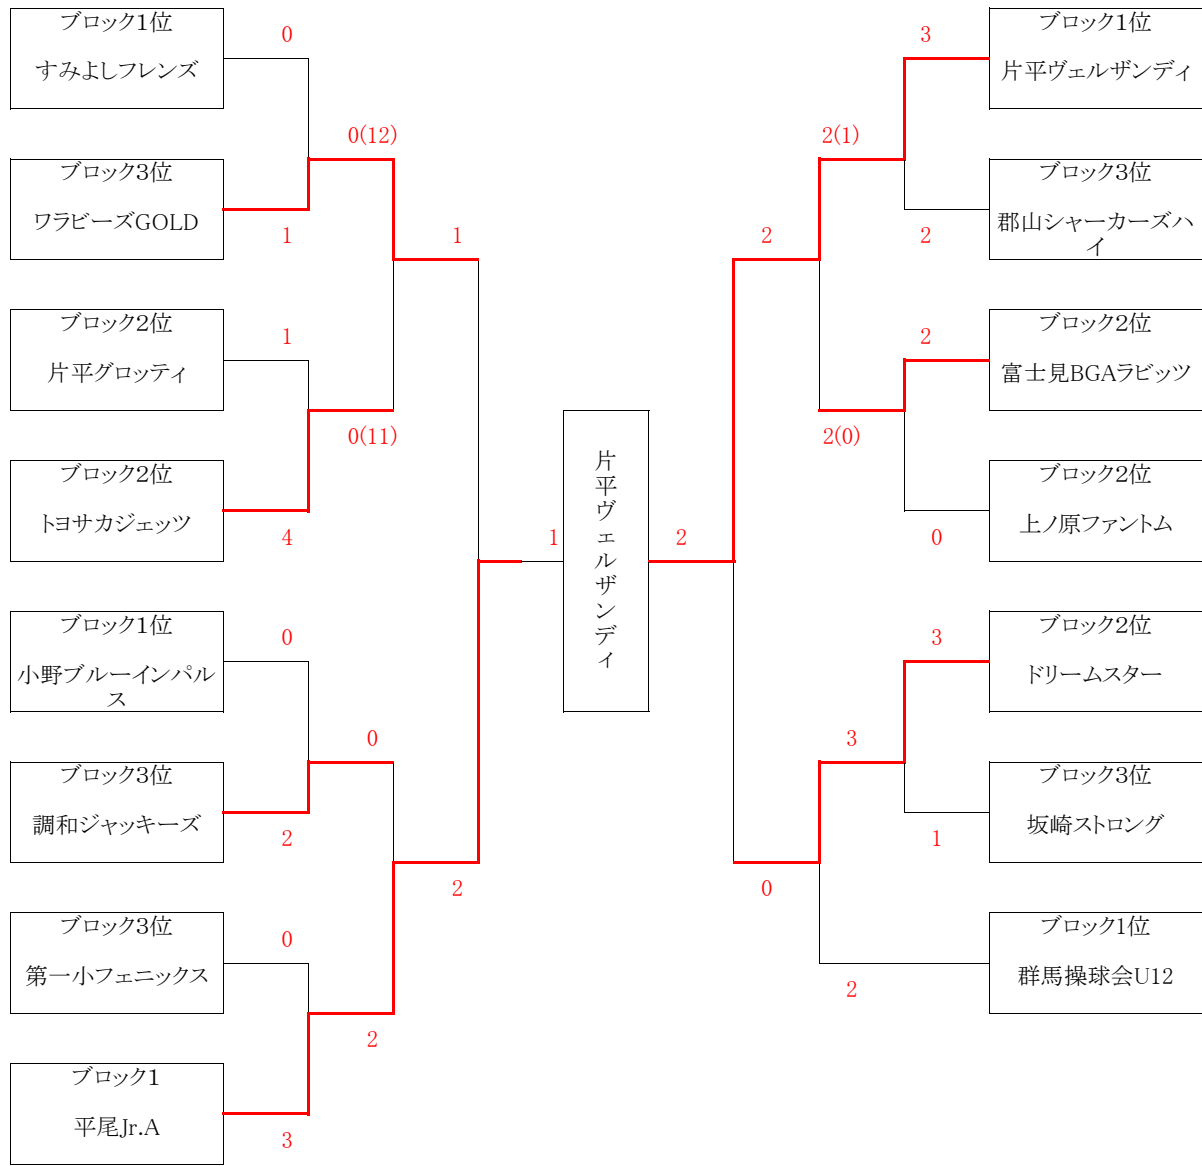 ブロック1位
すみよしフレンズ
0
0(12)
ブロック3位
ワラビーズGOLD
1
1
ブロック2位
片平グロッティ
1
0(11)
ブロック2位
トヨサカジェッツ
4
1
ブロック1位
小野ブルーインパル
ス
0
0
ブロック3位
調和ジャッキーズ
2
2
ブロック3位
第一小フェニックス
0
2
ブロック1
平尾Jr.A
3
片平ヴェルザンディ
3
ブロック1位
片平ヴェルザンディ
2(1)
2
2
ブロック3位
郡山シャーカーズハ
イ
2
ブロック2位
富士見BGAラビッツ
2(0)
2
0
ブロック2位
上ノ原ファントム
3
ブロック2位
ドリームスター
3
1
ブロック3位
坂崎ストロング
0
2
ブロック1位
群馬操球会U12